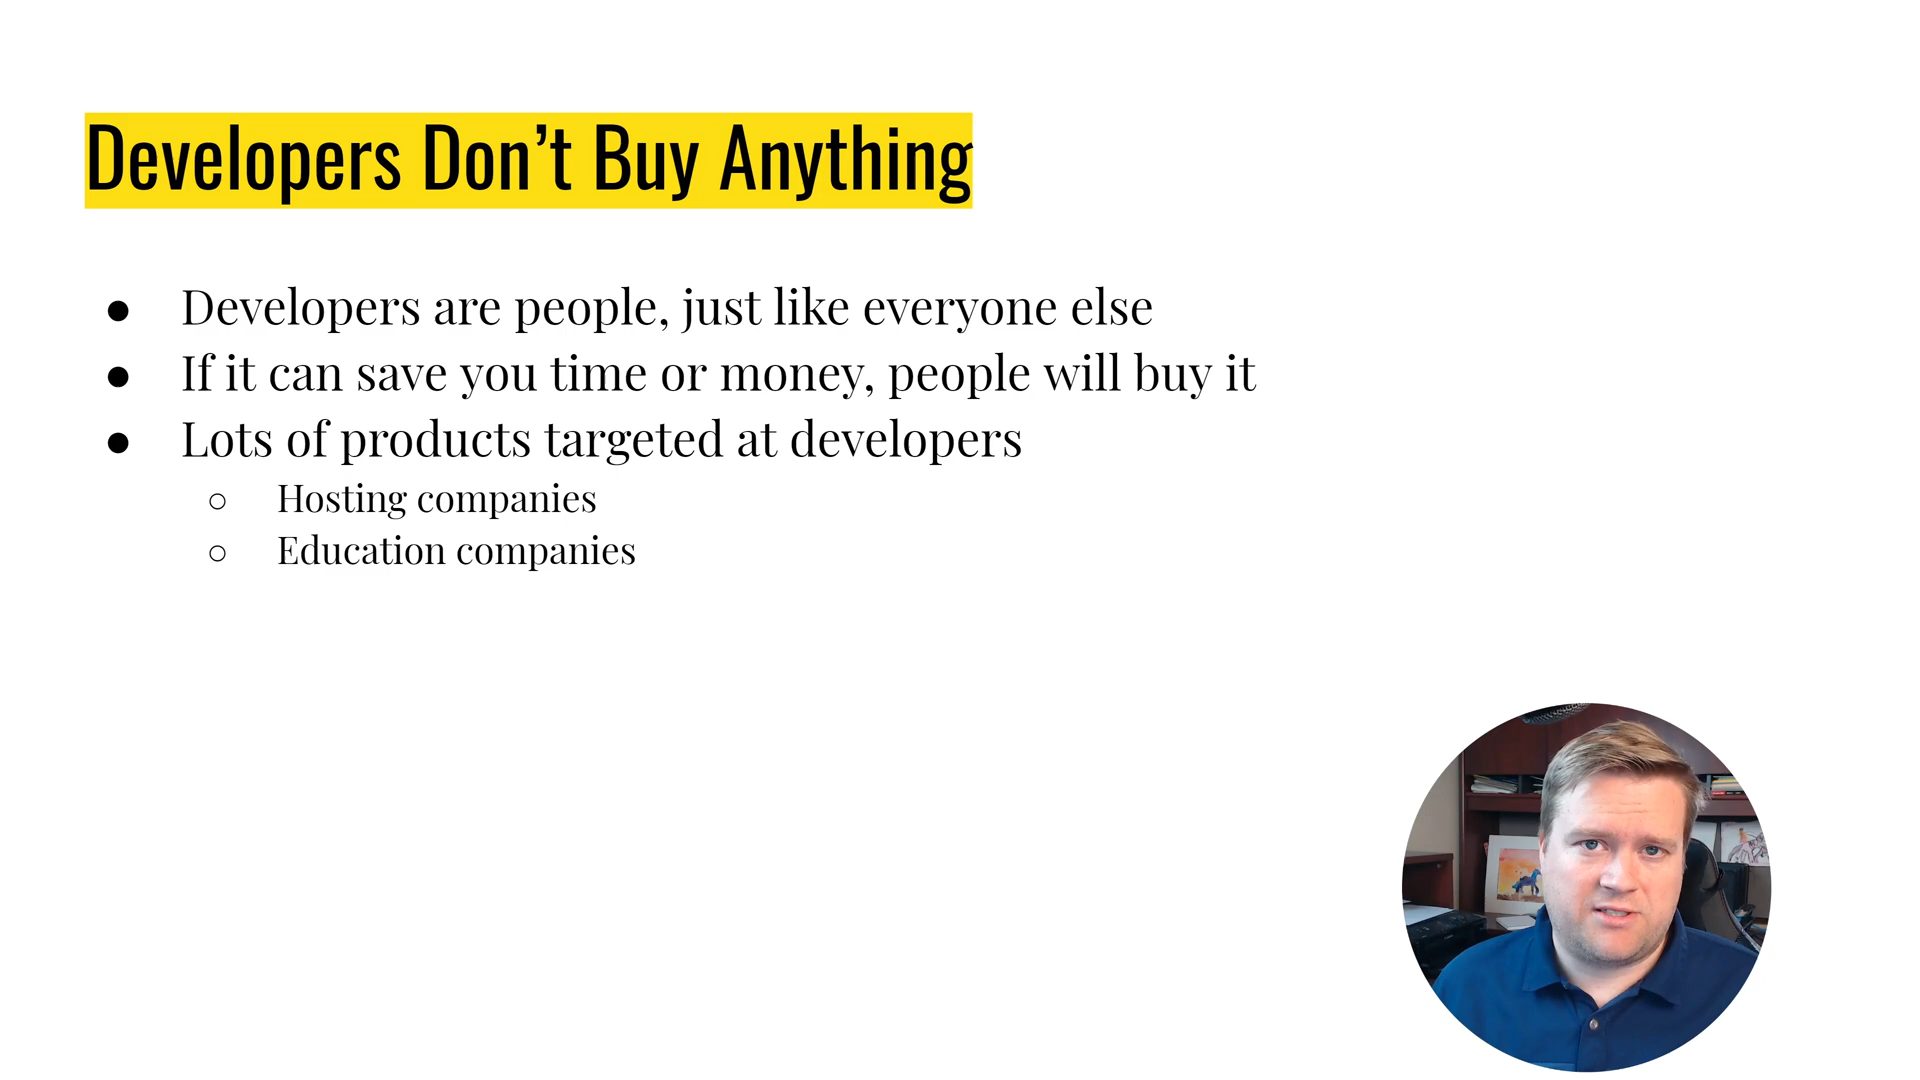 Developers Don’t Buy Anything
● Developers are people, just like everyone else
● If it can save you time or money, people will buy it
● Lots of products targeted at developers
○ Hosting companies
○ Education companies